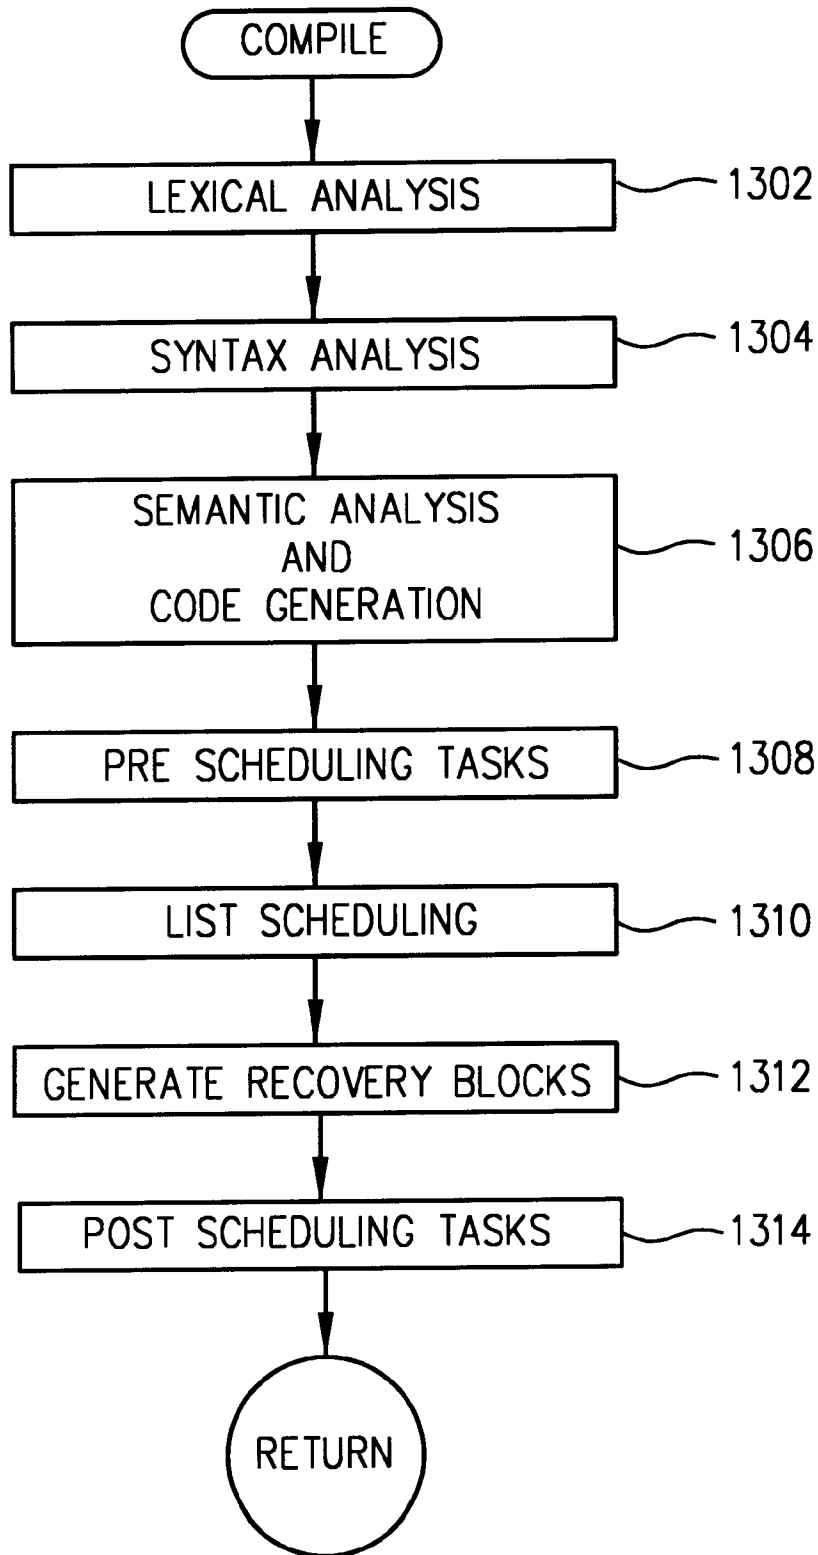 COMPILE
LEXICAL ANALYSIS
1302
SYNTAX ANALYSIS
1304
SEMANTIC ANALYSIS
AND
CODE GENERATION
1306
PRE SCHEDULING TASKS
1308
LIST SCHEDULING
1310
GENERATE RECOVERY BLOCKS
1312
POST SCHEDULING TASKS
1314
RETURN